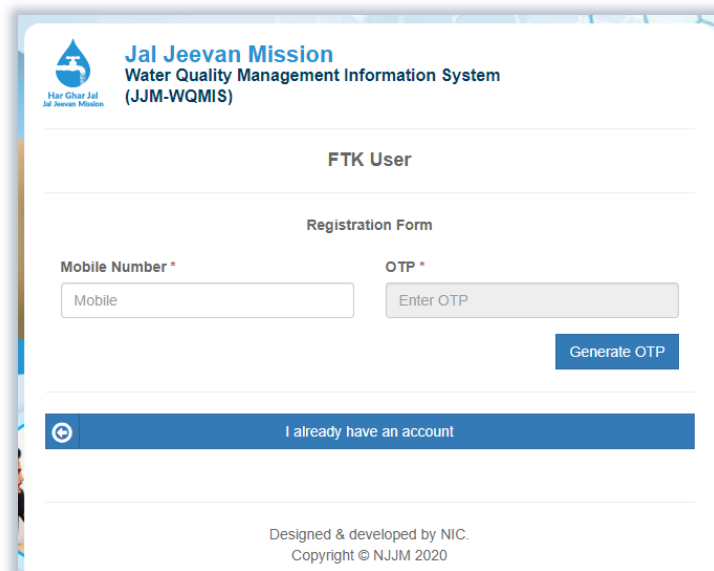 Jal Jeevan Mission
Water Quality Management Information System
(JJM-WQMIS)
Har Ghar Jal
Jal Jeevan Mission
FTK User
Registration Form
Mobile Number * OTP *
Mobile Enter OTP
Generate OTP
I already have an account
Designed & developed by NIC.
Copyright © NJJM 2020